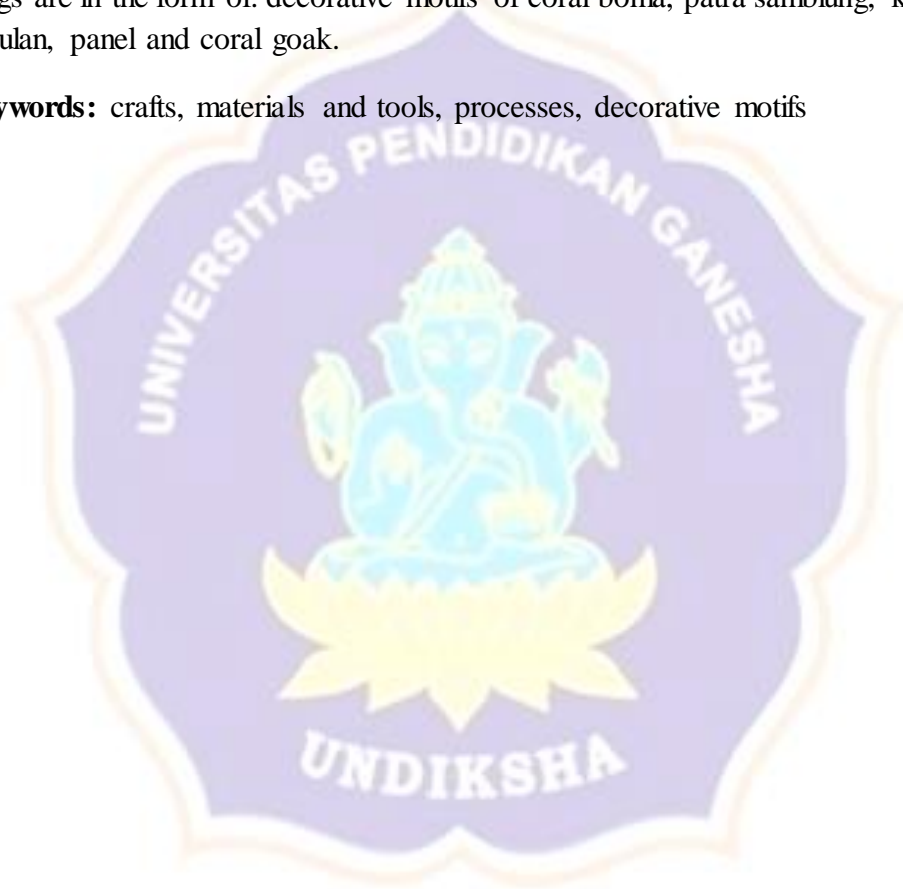 gs are in the form of: decorative motifs of coral boma, patra samblung,
ulan, panel and coral goak.
ywords: crafts, materials and tools, processes, decorative motifs
UNIVERSITAS PENDIDIKAN GANESHA
UNDIKSHA